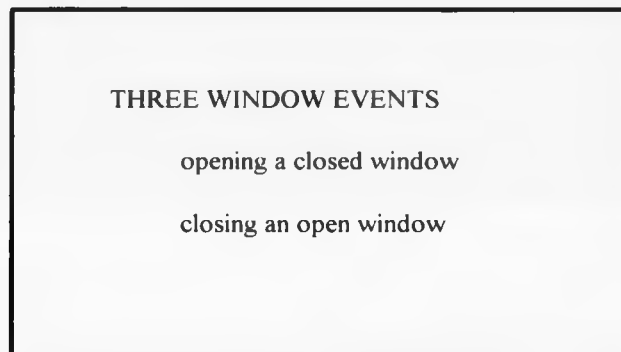 THREE WINDOW EVENTS
opening a closed window
closing an open window